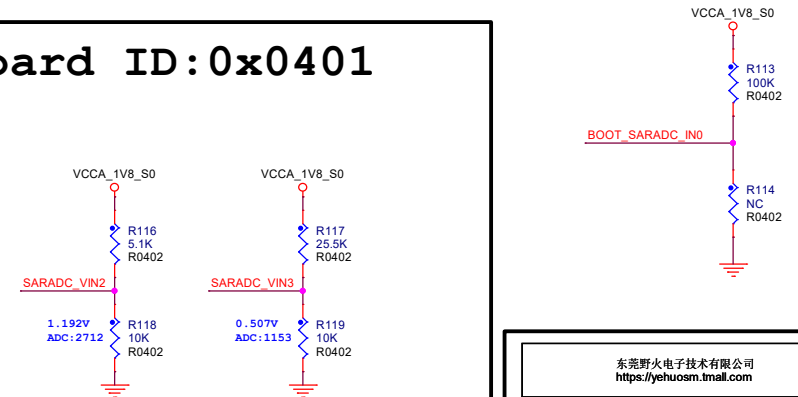 VCCA_1V8_S0
R113
100K
R0402
BOOT_SARADC_IN0
R114
NC
R0402
ID:0x0401
VCCA_1V8_S0
R116
5.1K
R0402
SARADC_VIN2
1.192V
ADC:2712
R118
10K
R0402
VCCA_1V8_S0
R117
25.5K
R0402
SARADC_VIN3
0.507V
ADC:1153
R119
10K
R0402
东莞野火电子技术有限公司
https://yehuosm.tmall.com